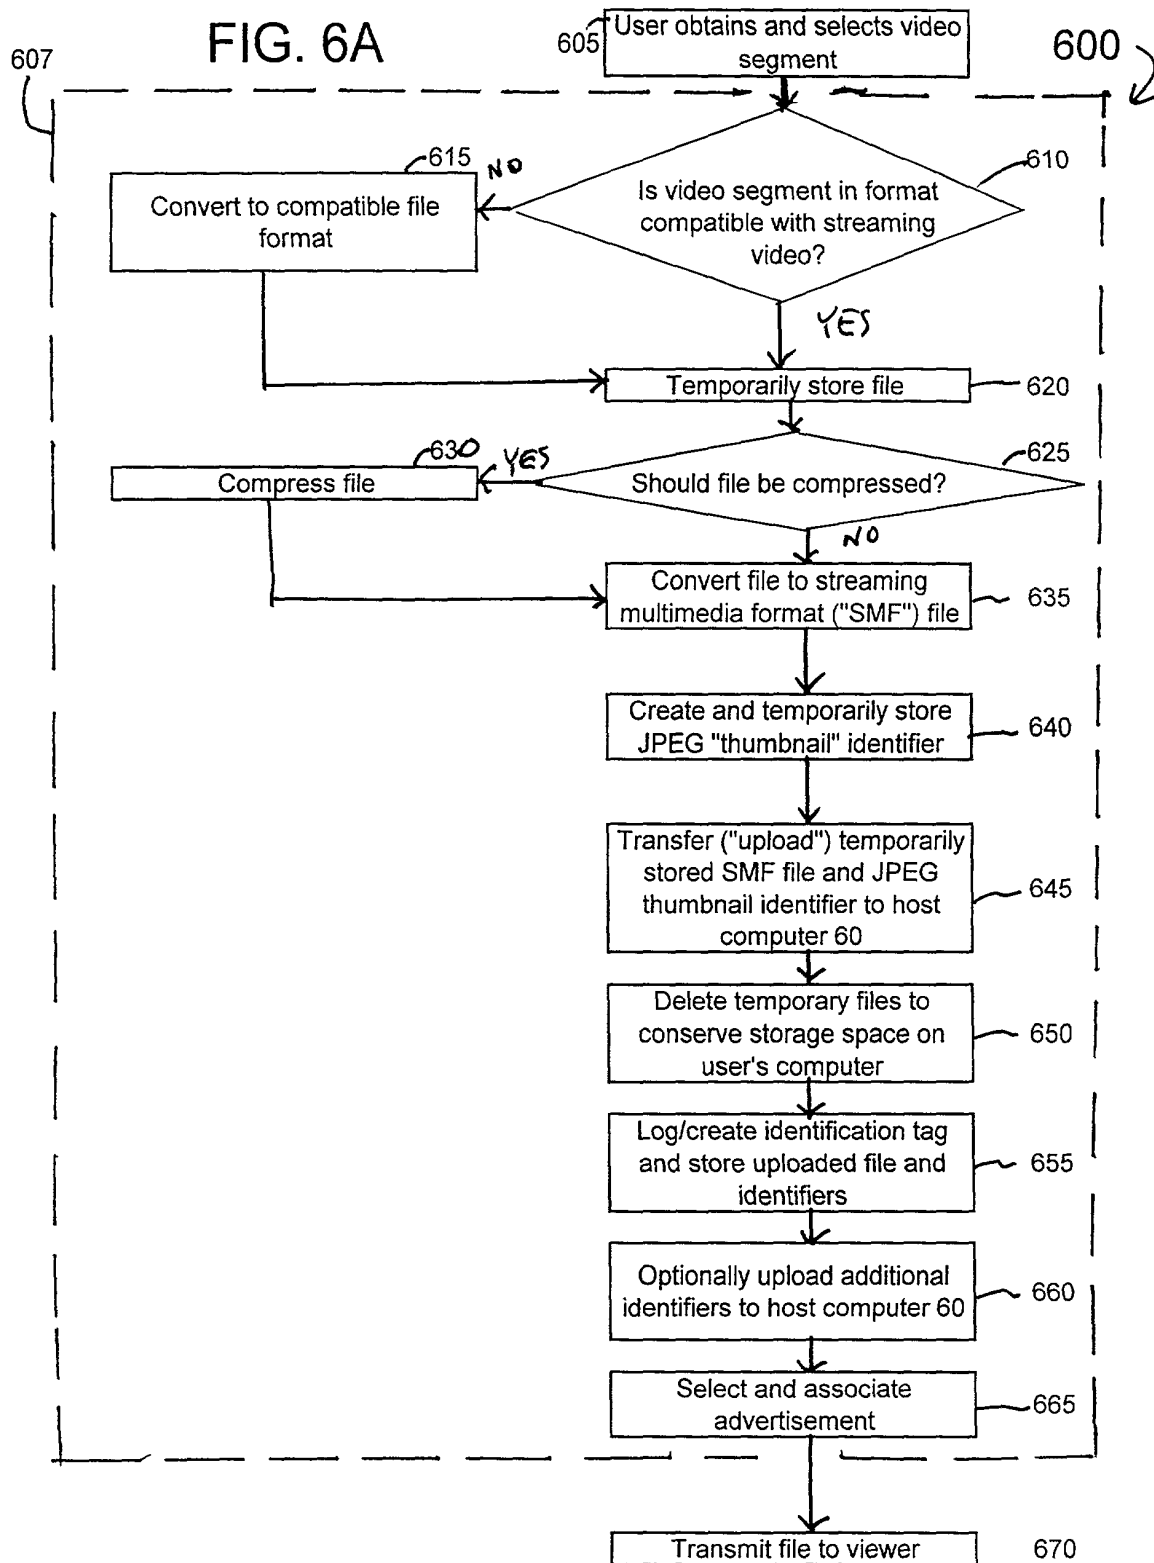 FIG. 6A
605
User obtains and selects video
segment
600
607
610
Is video segment in format
compatible with streaming
video?
NO
615
Convert to compatible file
format
YES
Temporarily store file
620
625
Should file be compressed?
YES
630
Compress file
NO
Convert file to streaming
multimedia format ("SMF") file
635
Create and temporarily store
JPEG "thumbnail" identifier
640
Transfer ("upload") temporarily
stored SMF file and JPEG
thumbnail identifier to host
computer 60
645
Delete temporary files to
conserve storage space on
user's computer
650
Log/create identification tag
and store uploaded file and
identifiers
655
Optionally upload additional
identifiers to host computer 60
660
Select and associate
advertisement
665
Transmit file to viewer
670